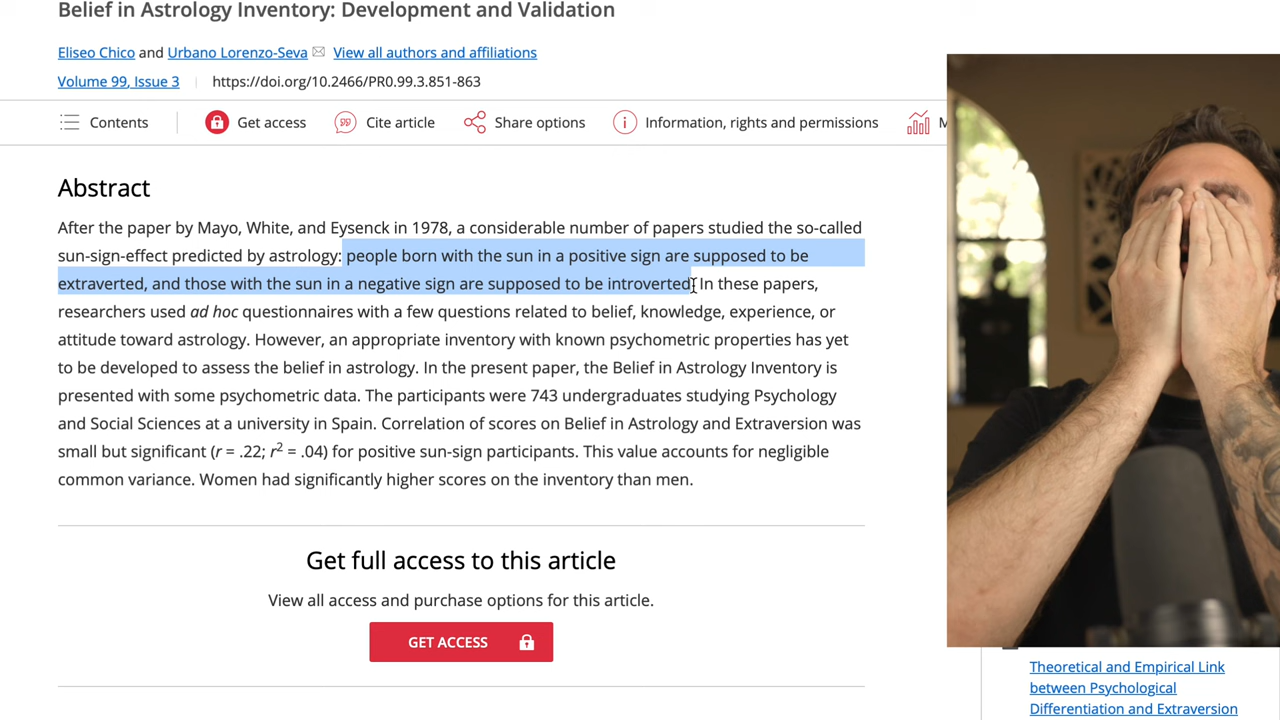 Belief in Astrology Inventory: Development and Validation
Eliseo Chico and Urbano Lorenzo-Seva View all authors and affiliations
Volume 99, Issue 3 https://doi.org/10.2466/PR0.99.3.851-863
Contents Get access Cite article Share options Information, rights and permissions M
Abstract
After the paper by Mayo, White, and Eysenck in 1978, a considerable number of papers studied the so-called
sun-sign-effect predicted by astrology: people born with the sun in a positive sign are supposed to be
extraverted, and those with the sun in a negative sign are supposed to be introverted. In these papers,
researchers used ad hoc questionnaires with a few questions related to belief, knowledge, experience, or
attitude toward astrology. However, an appropriate inventory with known psychometric properties has yet
to be developed to assess the belief in astrology. In the present paper, the Belief in Astrology Inventory is
presented with some psychometric data. The participants were 743 undergraduates studying Psychology
and Social Sciences at a university in Spain. Correlation of scores on Belief in Astrology and Extraversion was
small but significant (r = .22; r² = .04) for positive sun-sign participants. This value accounts for negligible
common variance. Women had significantly higher scores on the inventory than men.
Get full access to this article
View all access and purchase options for this article.
GET ACCESS
Theoretical and Empirical Link
between Psychological
Differentiation and Extraversion